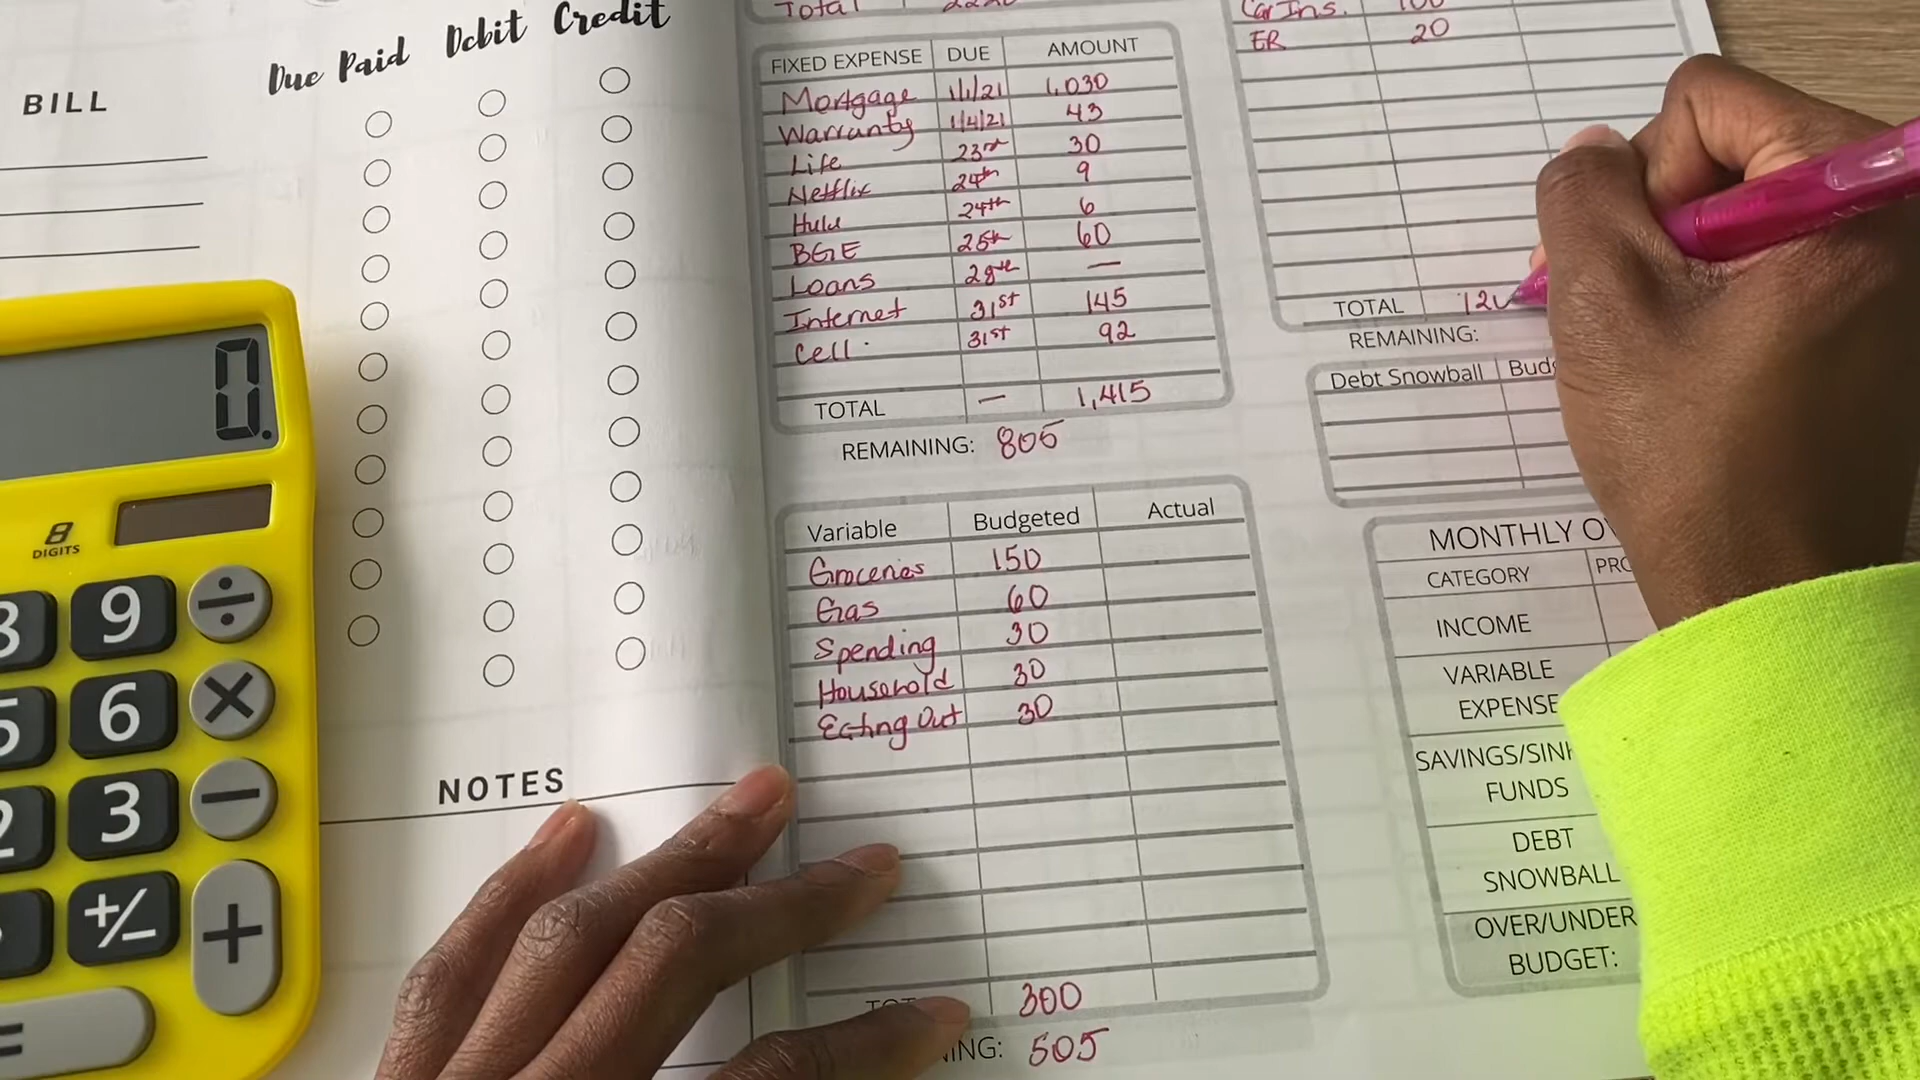 BILL
Due Paid Debit Credit
NOTES
0.
8
DIGITS
9 ÷
6 ×
3 −
+/− +
=
Total
FIXED EXPENSE DUE AMOUNT
Mortgage 1/1/21 1,030
Warranty 1/4/21 43
Life 23rd 30
Netflix 24th 9
Hulu 24th 6
BGE 25th 60
Loans 28th —
Internet 31st 145
Cell 31st 92
TOTAL — 1,415
REMAINING: 805
Variable Budgeted Actual
Groceries 150
Gas 60
Spending 30
Household 30
Eating Out 30
300
505
Car Ins. 100
ER 20
TOTAL 120
REMAINING:
Debt Snowball
MONTHLY
CATEGORY
INCOME
VARIABLE
EXPENSE
SAVINGS/
FUNDS
DEBT
SNOWBALL
OVER/UNDER
BUDGET: